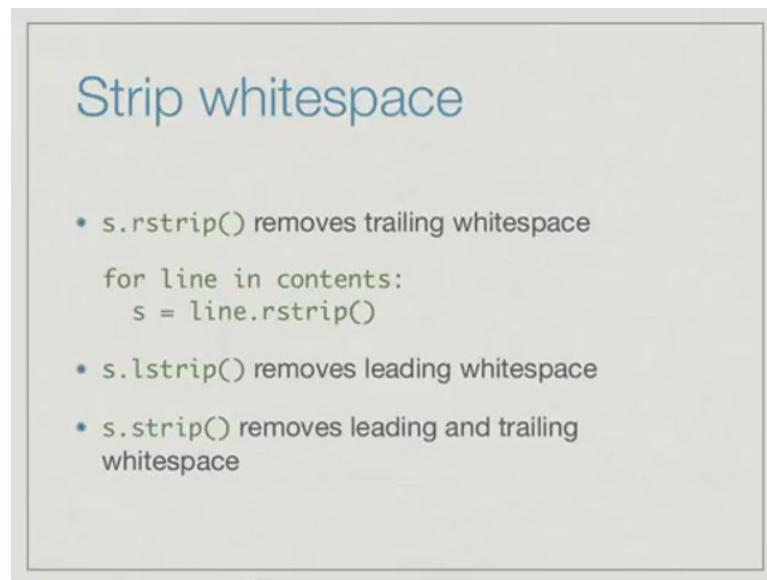 Strip whitespace
• s.rstrip() removes trailing whitespace
for line in contents:
  s = line.rstrip()
• s.lstrip() removes leading whitespace
• s.strip() removes leading and trailing
whitespace